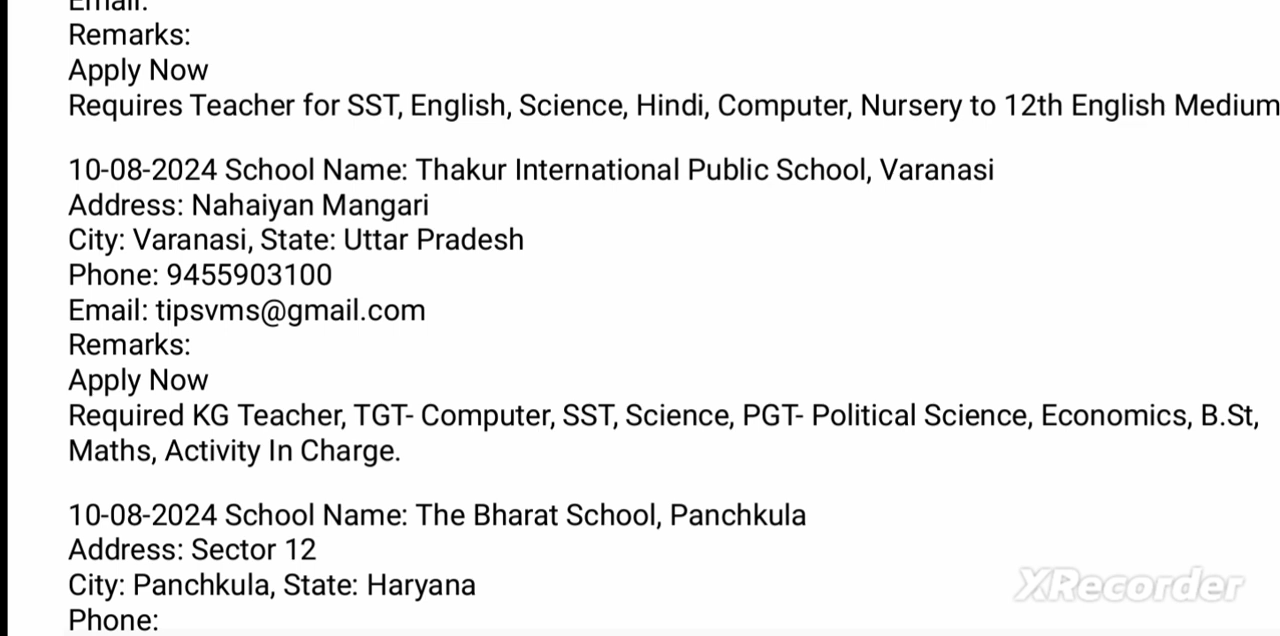 Email:
Remarks:
Apply Now
Requires Teacher for SST, English, Science, Hindi, Computer, Nursery to 12th English Medium
10-08-2024 School Name: Thakur International Public School, Varanasi
Address: Nahaiyan Mangari
City: Varanasi, State: Uttar Pradesh
Phone: 9455903100
Email: tipsvms@gmail.com
Remarks:
Apply Now
Required KG Teacher, TGT- Computer, SST, Science, PGT- Political Science, Economics, B.St,
Maths, Activity In Charge.
10-08-2024 School Name: The Bharat School, Panchkula
Address: Sector 12
City: Panchkula, State: Haryana
Phone:
XRecorder